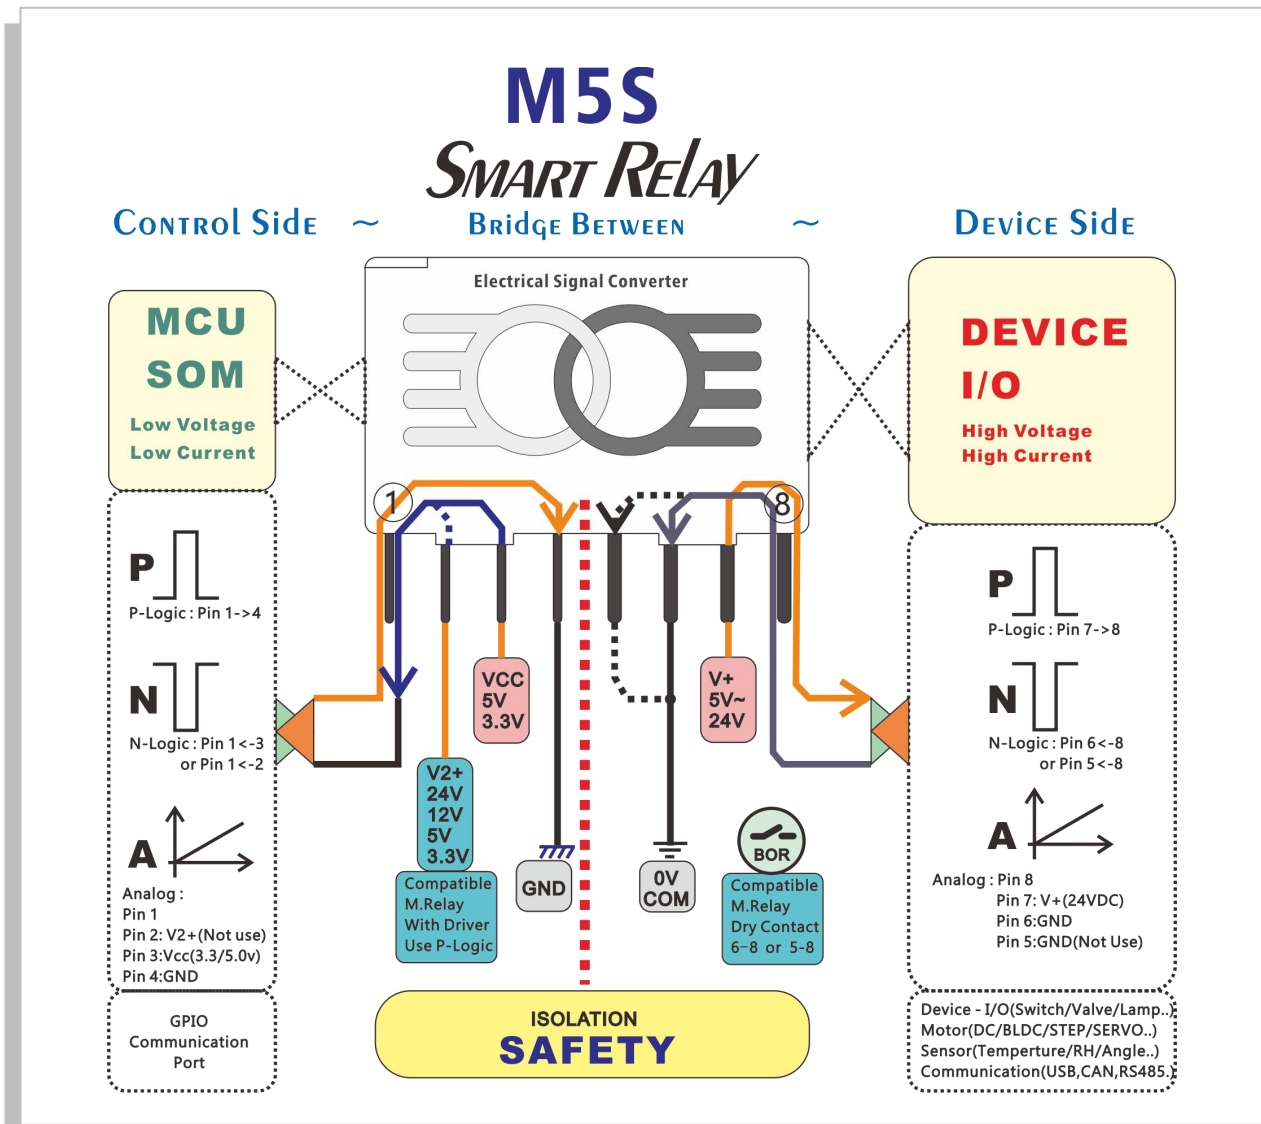 M5S
SMART RELAY
CONTROL SIDE ~ BRIDGE BETWEEN ~ DEVICE SIDE
Electrical Signal Converter
MCU
SOM
Low Voltage
Low Current
DEVICE
I/O
High Voltage
High Current
1
8
P
P-Logic : Pin 1->4
N
N-Logic : Pin 1<-3
or Pin 1<-2
A
Analog :
Pin 1
Pin 2: V2+(Not use)
Pin 3:Vcc(3.3/5.0v)
Pin 4:GND
GPIO
Communication
Port
VCC
5V
3.3V
V2+
24V
12V
5V
3.3V
Compatible
M.Relay
With Driver
Use P-Logic
GND
0V
COM
V+
5V~
24V
BOR
Compatible
M.Relay
Dry Contact
6-8 or 5-8
ISOLATION
SAFETY
P
P-Logic : Pin 7->8
N
N-Logic : Pin 6<-8
or Pin 5<-8
A
Analog : Pin 8
Pin 7: V+(24VDC)
Pin 6:GND
Pin 5:GND(Not Use)
Device - I/O(Switch/Valve/Lamp..)
Motor(DC/BLDC/STEP/SERVO..)
Sensor(Temperture/RH/Angle..)
Communication(USB,CAN,RS485.)